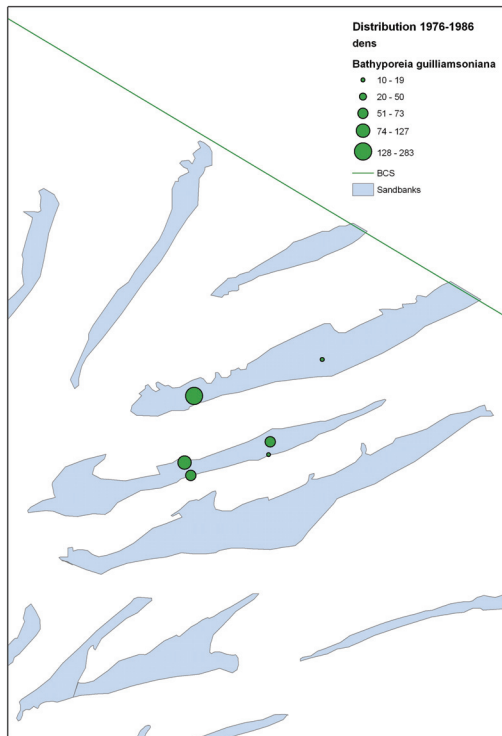 Distribution 1976-1986
dens
Bathyporeia guilliamsoniana
10 - 19
20 - 50
51 - 73
74 - 127
128 - 283
BCS
Sandbanks